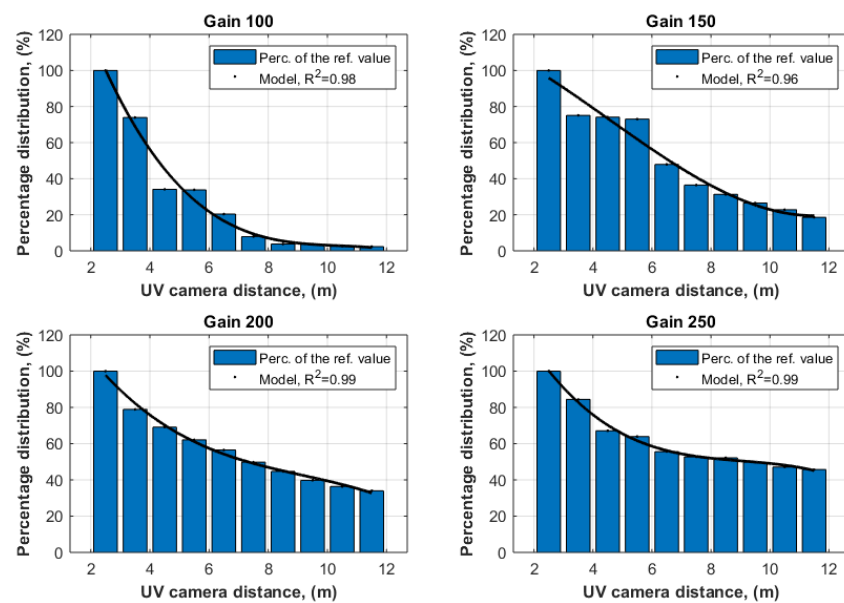 Gain 100
Percentage distribution, (%)
120
100
80
60
40
20
0
Perc. of the ref. value
Model, R²=0.98
2 4 6 8 10 12
UV camera distance, (m)
Gain 150
Percentage distribution, (%)
120
100
80
60
40
20
0
Perc. of the ref. value
Model, R²=0.96
2 4 6 8 10 12
UV camera distance, (m)
Gain 200
Percentage distribution, (%)
120
100
80
60
40
20
0
Perc. of the ref. value
Model, R²=0.99
2 4 6 8 10 12
UV camera distance, (m)
Gain 250
Percentage distribution, (%)
120
100
80
60
40
20
0
Perc. of the ref. value
Model, R²=0.99
2 4 6 8 10 12
UV camera distance, (m)